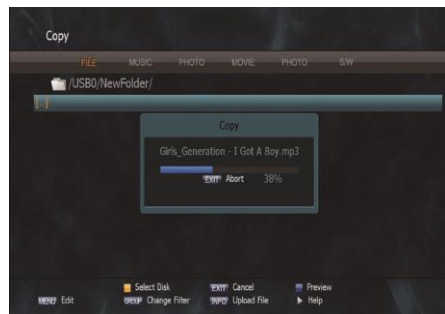 Copy
FILE MUSIC PHOTO MOVIE PHOTO S/W
/USB0/NewFolder/
[..]
Copy
Girls_Generation - I Got A Boy.mp3
EXIT Abort 38%
Select Disk EXIT Cancel Preview
MENU Edit GROUP Change Filter INFO Upload File Help